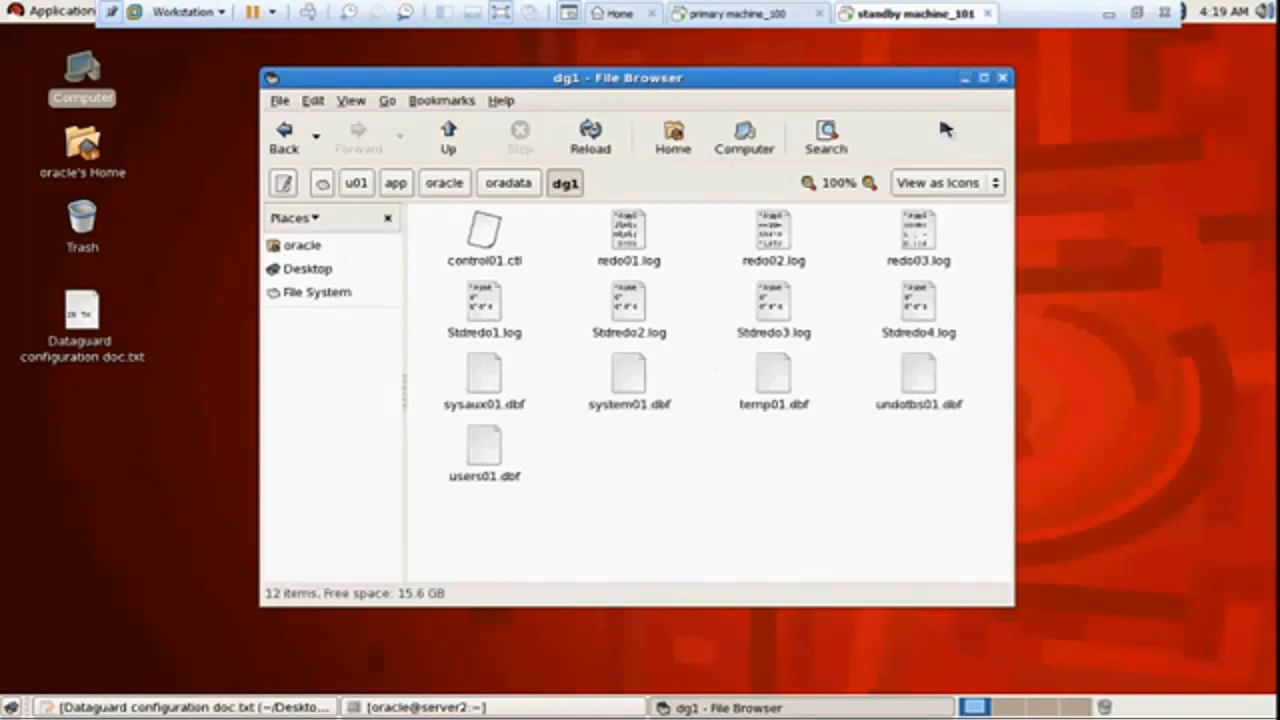 Application Workstation Home primary machine_100 standby machine_101 4:19 AM
dg1 - File Browser
File Edit View Go Bookmarks Help
Back Forward Up Stop Reload Home Computer Search
u01 app oracle oradata dg1 100% View as Icons
Places
oracle
Desktop
File System
control01.ctl redo01.log redo02.log redo03.log
Stdredo1.log Stdredo2.log Stdredo3.log Stdredo4.log
sysaux01.dbf system01.dbf temp01.dbf undotbs01.dbf
users01.dbf
12 items, Free space: 15.6 GB
Computer
oracle's Home
Trash
Dataguard
configuration doc.txt
[Dataguard configuration doc.txt (~/Deskto... [oracle@server2:~] dg1 - File Browser